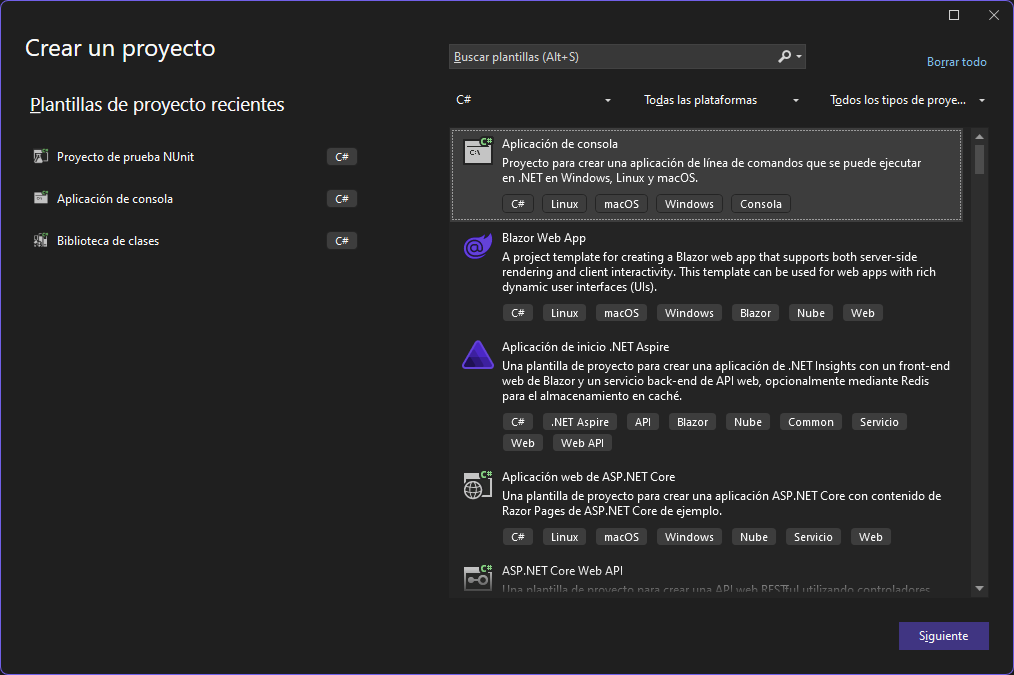 Crear un proyecto
Buscar plantillas (Alt+S)
Borrar todo
Plantillas de proyecto recientes
Proyecto de prueba NUnit
C#
Aplicación de consola
C#
Biblioteca de clases
C#
C#
Todas las plataformas
Todos los tipos de proye...
C#
C:\
Aplicación de consola
Proyecto para crear una aplicación de línea de comandos que se puede ejecutar
en .NET en Windows, Linux y macOS.
C# Linux macOS Windows Consola
@
Blazor Web App
A project template for creating a Blazor web app that supports both server-side
rendering and client interactivity. This template can be used for web apps with rich
dynamic user interfaces (UIs).
C# Linux macOS Windows Blazor Nube Web
Aplicación de inicio .NET Aspire
Una plantilla de proyecto para crear una aplicación de .NET Insights con un front-end
web de Blazor y un servicio back-end de API web, opcionalmente mediante Redis
para el almacenamiento en caché.
C# .NET Aspire API Blazor Nube Common Servicio
Web Web API
C#
Aplicación web de ASP.NET Core
Una plantilla de proyecto para crear una aplicación ASP.NET Core con contenido de
Razor Pages de ASP.NET Core de ejemplo.
C# Linux macOS Windows Nube Servicio Web
C#
ASP.NET Core Web API
Una plantilla de proyecto para crear una API web RESTful utilizando controladores
Siguiente